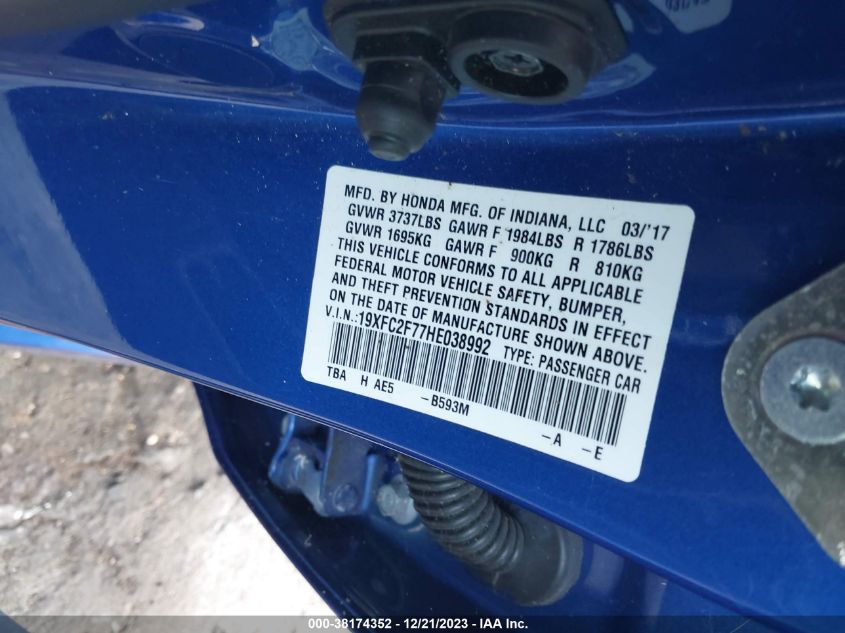 MFD. BY HONDA MFG. OF INDIANA, LLC 03/'17
GVWR 3737LBS GAWR F 1984LBS R 1786LBS
GVWR 1695KG GAWR F 900KG R 810KG
THIS VEHICLE CONFORMS TO ALL APPLICABLE
FEDERAL MOTOR VEHICLE SAFETY, BUMPER,
AND THEFT PREVENTION STANDARDS IN EFFECT
ON THE DATE OF MANUFACTURE SHOWN ABOVE.
V.I.N.:19XFC2F77HE038992 TYPE: PASSENGER CAR
TBA H AE5 -B593M -A -E
000-38174352 - 12/21/2023 - IAA Inc.